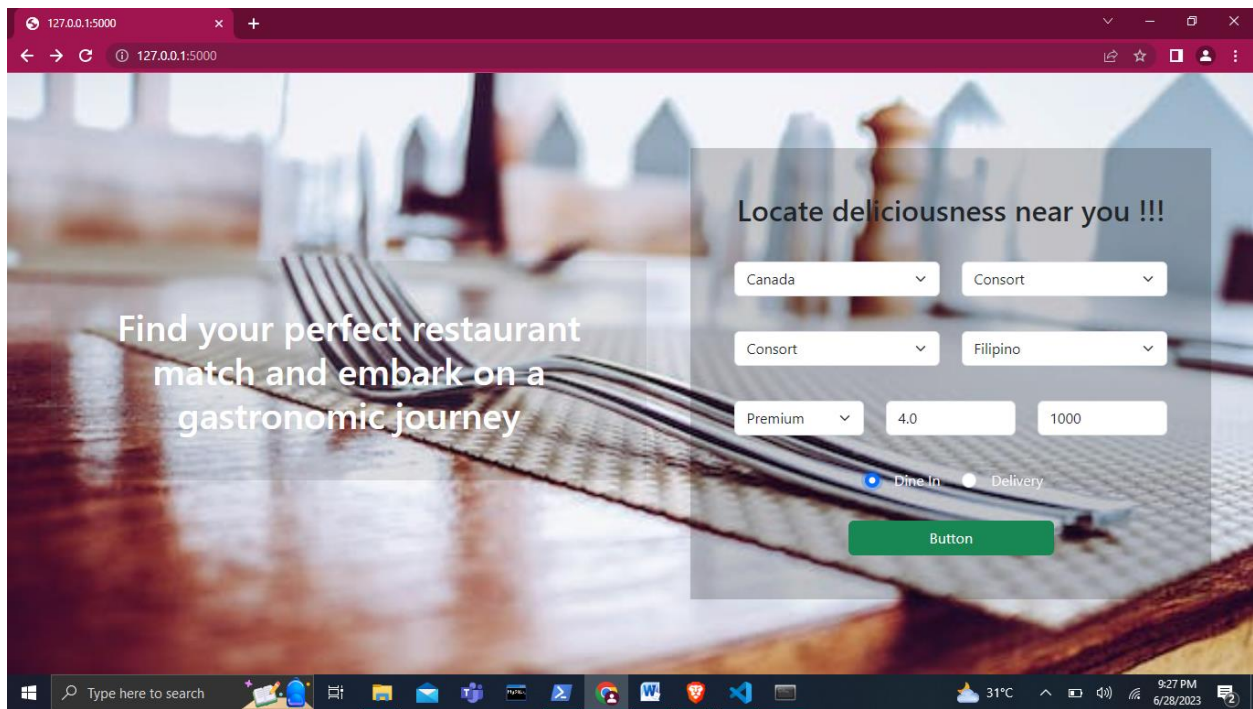 127.0.0.1:5000
127.0.0.1:5000
Locate deliciousness near you !!!
Canada
Consort
Find your perfect restaurant
match and embark on a
gastronomic journey
Consort
Filipino
Premium
4.0
1000
Dine In
Delivery
Button
Type here to search
31°C
9:27 PM
6/28/2023
2